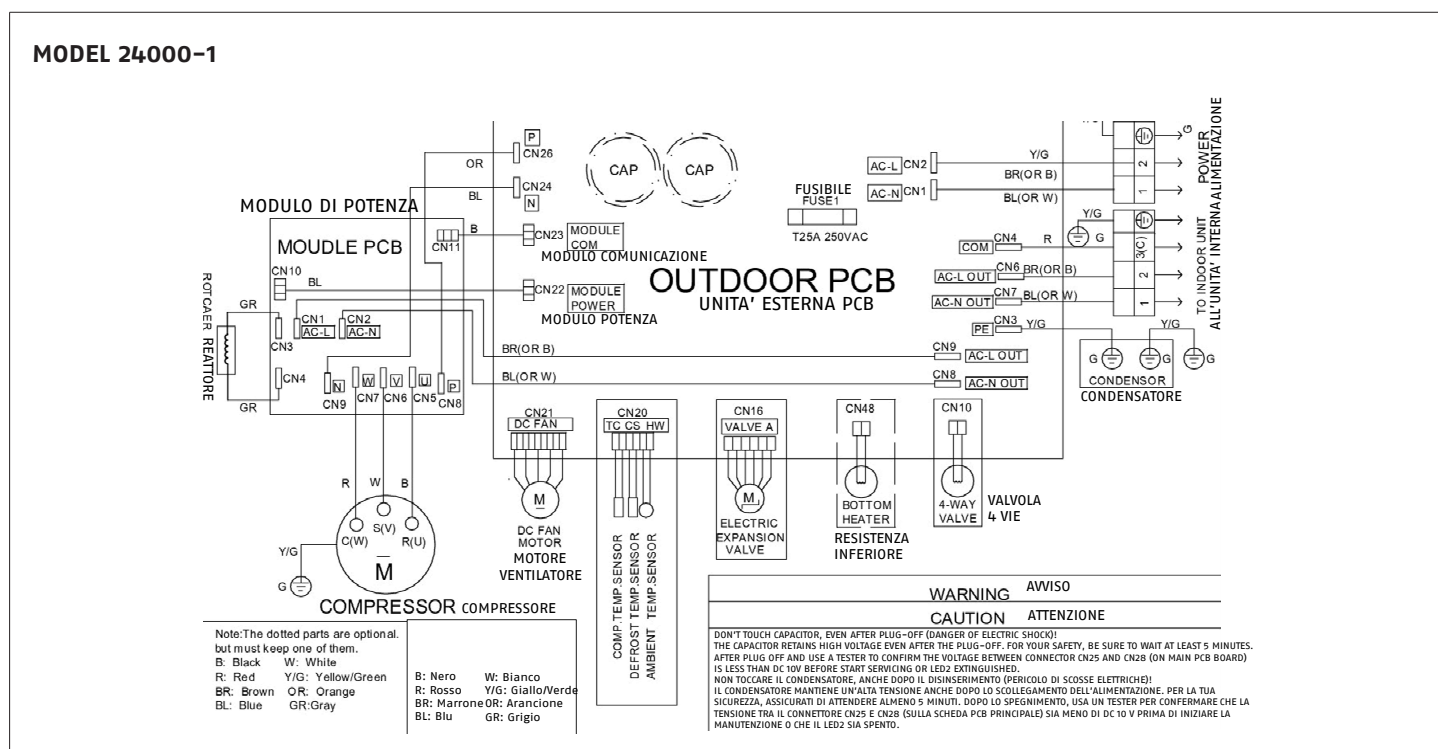 MODEL 24000-1
P
CN26
OR
CN24
BL
N
CAP
CAP
AC-L CN2
AC-N CN1
FUSIBILE
FUSE1
T25A 250VAC
Y/G
BR(OR B)
BL(OR W)
2
1
G
POWER
ALIMENTAZIONE
MODULO DI POTENZA
MOUDLE PCB
CN11
B
CN23
MODULE
COM
MODULO COMUNICAZIONE
CN10
BL
CN22
MODULE
POWER
MODULO POTENZA
OUTDOOR PCB
UNITA' ESTERNA PCB
Y/G
G
COM
CN4
R
3(C)
AC-L OUT
CN6
BR(OR B)
2
AC-N OUT
CN7
BL(OR W)
1
TO INDOOR UNIT
ALL'UNITA' INTERNA
PE
CN3
Y/G
Y/G
G
G
G
CONDENSOR
CONDENSATORE
ROTCAER
REATTORE
GR
GR
CN3
CN4
CN1
AC-L
CN2
AC-N
N
W
V
U
P
CN9
CN7
CN6
CN5
CN8
BR(OR B)
CN9
AC-L OUT
BL(OR W)
CN8
AC-N OUT
CN21
DC FAN
M
DC FAN
MOTOR
MOTORE
VENTILATORE
CN20
TC CS HW
COMP.TEMP.SENSOR
DEFROST TEMP.SENSOR
AMBIENT TEMP.SENSOR
CN16
VALVE A
M
ELECTRIC
EXPANSION
VALVE
CN48
BOTTOM
HEATER
RESISTENZA
INFERIORE
CN10
4-WAY
VALVE
VALVOLA
4 VIE
R
W
B
C(W)
S(V)
R(U)
M
Y/G
G
COMPRESSOR COMPRESSORE
Note:The dotted parts are optional.
but must keep one of them.
B: Black W: White
R: Red Y/G: Yellow/Green
BR: Brown OR: Orange
BL: Blue GR:Gray
B: Nero W: Bianco
R: Rosso Y/G: Giallo/Verde
BR: Marrone OR: Arancione
BL: Blu GR: Grigio
WARNING AVVISO
CAUTION ATTENZIONE
DON'T TOUCH CAPACITOR, EVEN AFTER PLUG-OFF (DANGER OF ELECTRIC SHOCK)!
THE CAPACITOR RETAINS HIGH VOLTAGE EVEN AFTER THE PLUG-OFF. FOR YOUR SAFETY, BE SURE TO WAIT AT LEAST 5 MINUTES.
AFTER PLUG OFF AND USE A TESTER TO CONFIRM THE VOLTAGE BETWEEN CONNECTOR CN25 AND CN28 (ON MAIN PCB BOARD)
IS LESS THAN DC 10V BEFORE START SERVICING OR LED2 EXTINGUISHED.
NON TOCCARE IL CONDENSATORE, ANCHE DOPO IL DISINSERIMENTO (PERICOLO DI SCOSSE ELETTRICHE)!
IL CONDENSATORE MANTIENE UN'ALTA TENSIONE ANCHE DOPO LO SCOLLEGAMENTO DELL'ALIMENTAZIONE. PER LA TUA
SICUREZZA, ASSICURATI DI ATTENDERE ALMENO 5 MINUTI. DOPO LO SPEGNIMENTO, USA UN TESTER PER CONFERMARE CHE LA
TENSIONE TRA IL CONNETTORE CN25 E CN28 (SULLA SCHEDA PCB PRINCIPALE) SIA MENO DI DC 10 V PRIMA DI INIZIARE LA
MANUTENZIONE O CHE IL LED2 SIA SPENTO.